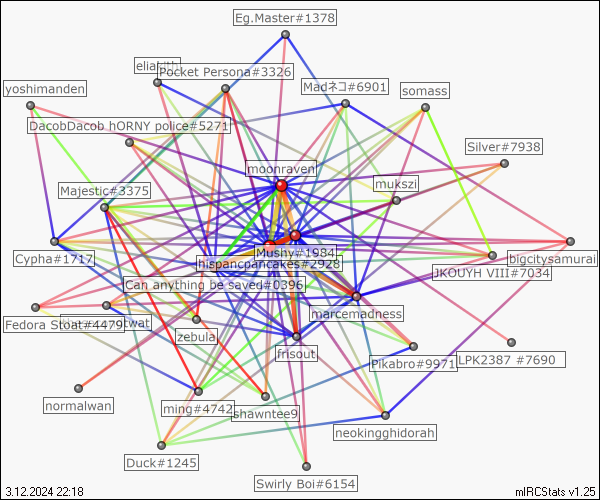 Eg.Master#1378
Pocket Persona#3326
yoshimanden
Madネコ#6901
somass
DacobDacob hORNY police#5271
Silver#7938
moonraven
mukszi
Majestic#3375
Mushy#1984
Cypha#1717
hispancpancakes#2928
bigcitysamurai
JKOUYH VIII#7034
Can anything be saved#0396
marcemadness
Fedora Stoat#4479
twat
zebula
frisout
Pikabro#9971
LPK2387 #7690
normalwan
ming#4742
shawntee9
neokingghidorah
Duck#1245
Swirly Boi#6154
3.12.2024 22:18
mIRCStats v1.25